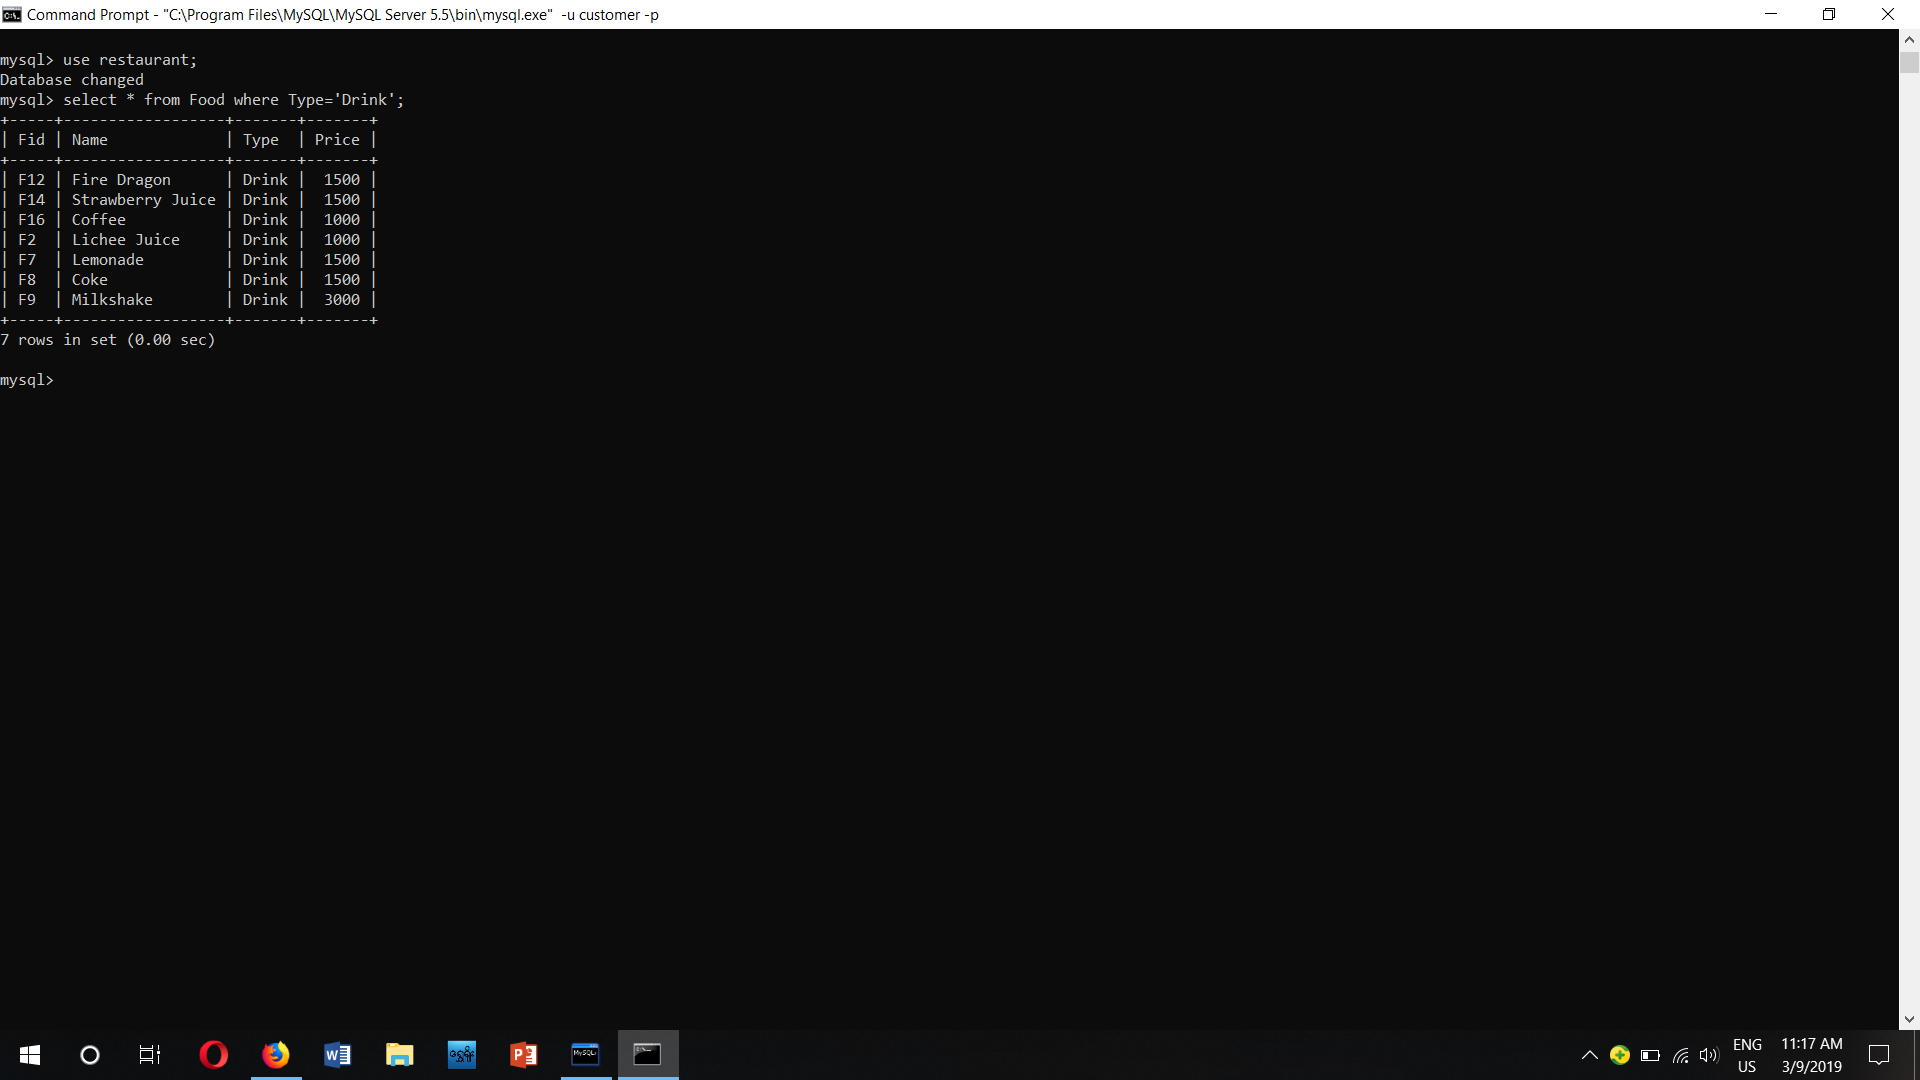 Command Prompt - "C:\Program Files\MySQL\MySQL Server 5.5\bin\mysql.exe"  -u customer -p
mysql> use restaurant;
Database changed
mysql> select * from Food where Type='Drink';
+-----+------------------+-------+-------+
| Fid | Name             | Type  | Price |
+-----+------------------+-------+-------+
| F12 | Fire Dragon      | Drink |  1500 |
| F14 | Strawberry Juice | Drink |  1500 |
| F16 | Coffee           | Drink |  1000 |
| F2  | Lichee Juice     | Drink |  1000 |
| F7  | Lemonade         | Drink |  1500 |
| F8  | Coke             | Drink |  1500 |
| F9  | Milkshake        | Drink |  3000 |
+-----+------------------+-------+-------+
7 rows in set (0.00 sec)
mysql>
ENG
US
11:17 AM
3/9/2019